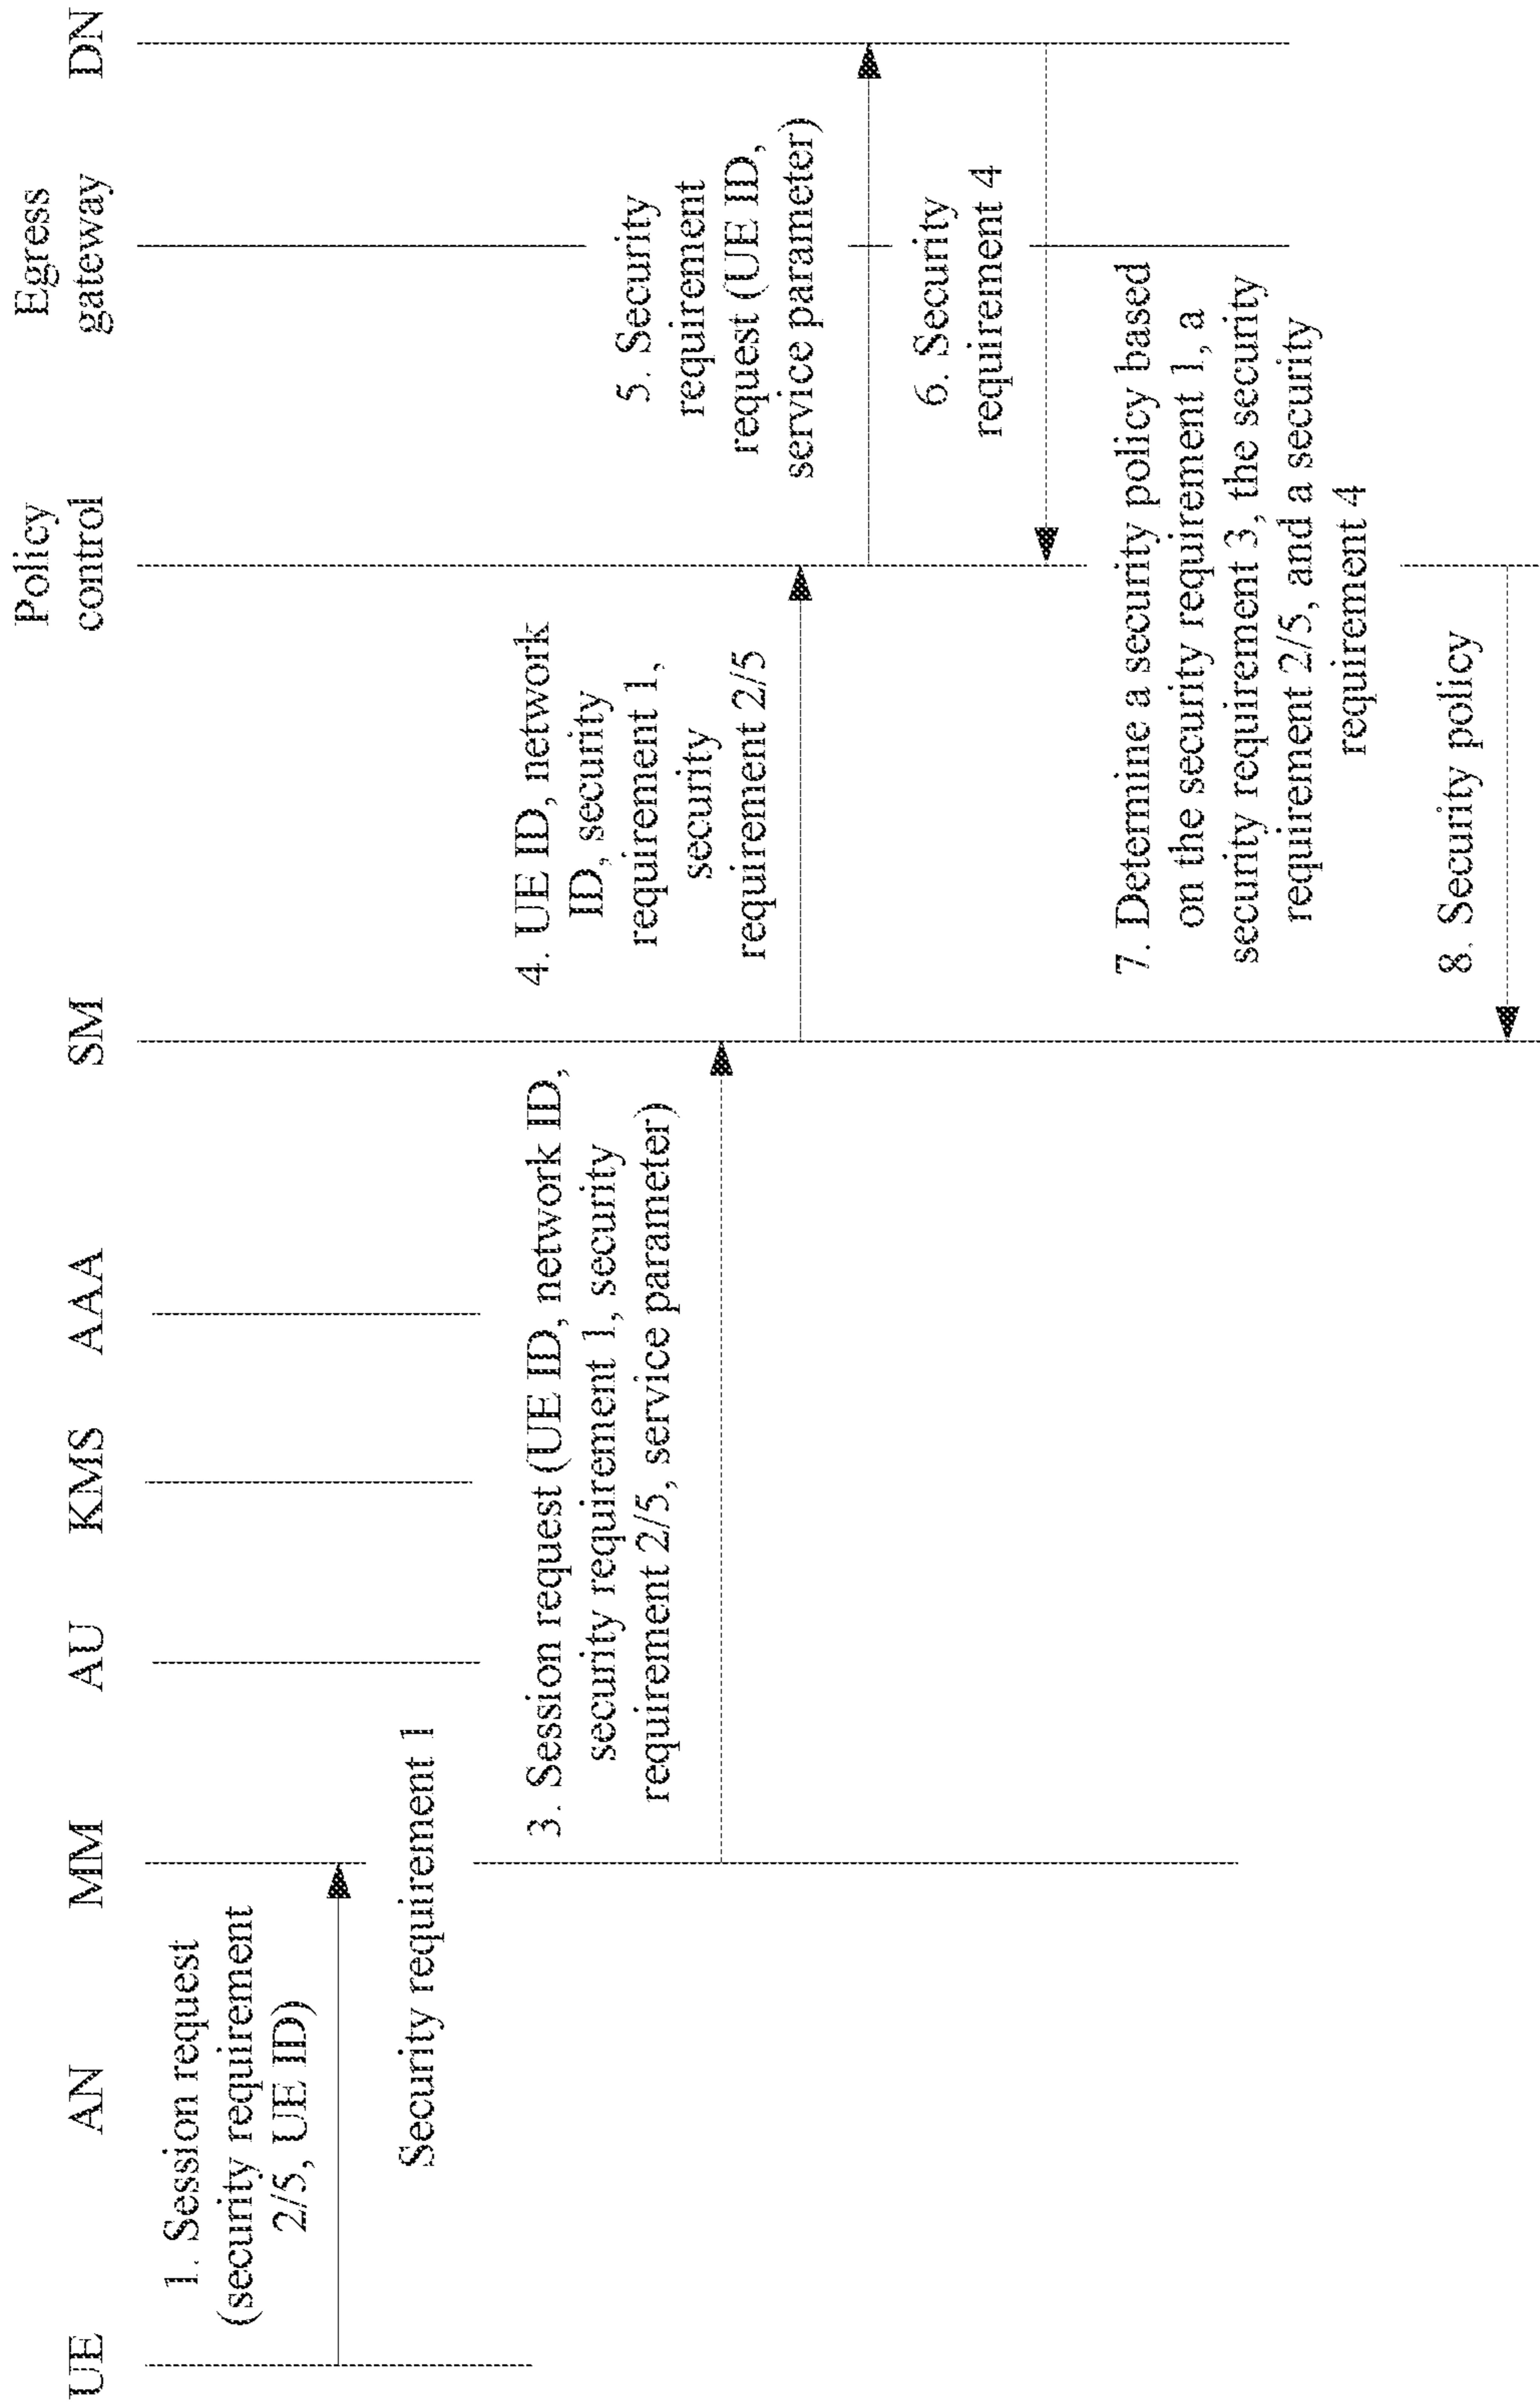 UE
AN
MM
AU
KMS
AAA
SM
Policy
control
Egress
gateway
DN
1. Session request
(security requirement
2/5, UE ID)
Security requirement 1
3. Session request (UE ID, network ID,
security requirement 1, security
requirement 2/5, service parameter)
4. UE ID, network
ID, security
requirement 1,
security
requirement 2/5
5. Security
requirement
request (UE ID,
service parameter)
6. Security
requirement 4
7. Determine a security policy based
on the security requirement 1, a
security requirement 3, the security
requirement 2/5, and a security
requirement 4
8. Security policy